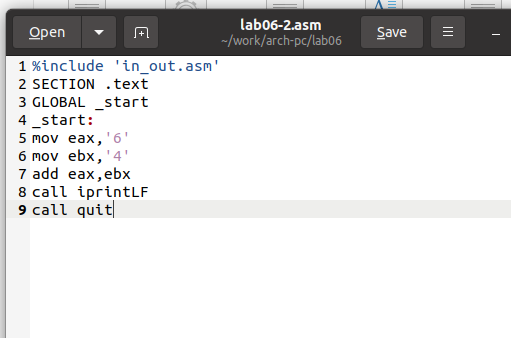 Open
lab06-2.asm
~/work/arch-pc/lab06
Save
1 %include 'in_out.asm'
2 SECTION .text
3 GLOBAL _start
4 _start:
5 mov eax,'6'
6 mov ebx,'4'
7 add eax,ebx
8 call iprintLF
9 call quit